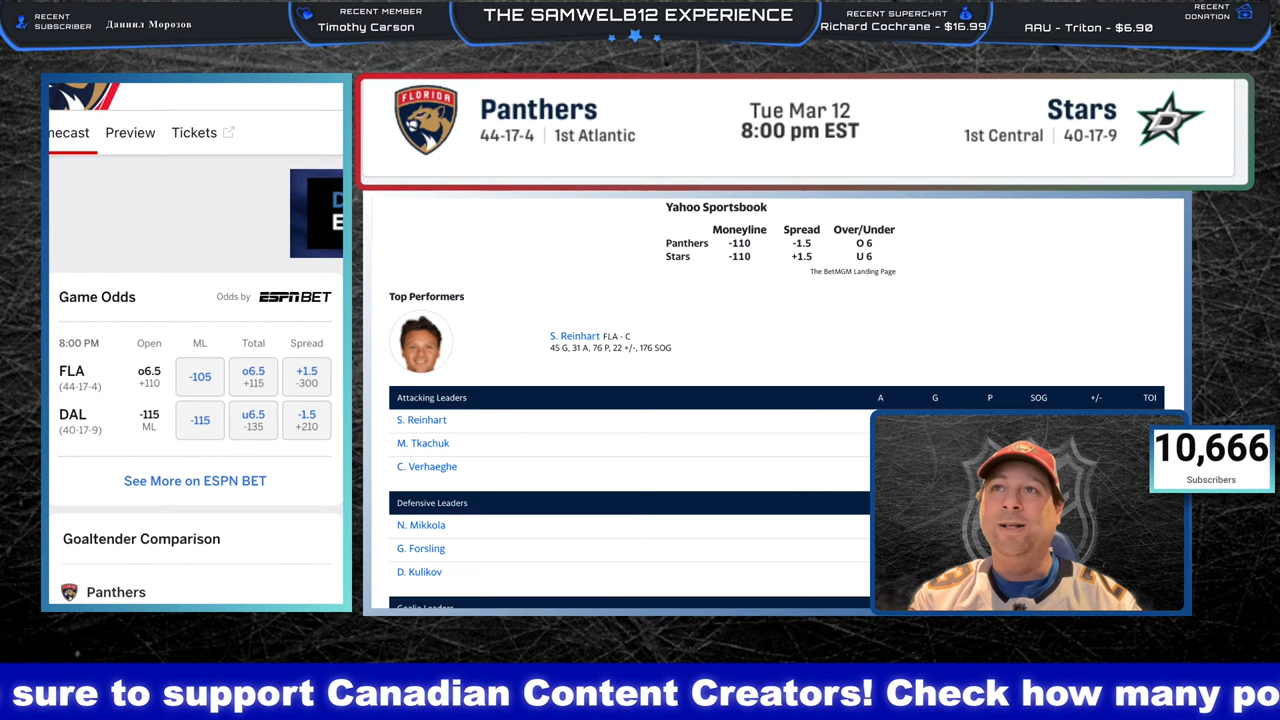 RECENT
SUBSCRIBER
Даниил Морозов
RECENT MEMBER
Timothy Carson
THE SAMWELB12 EXPERIENCE
RECENT SUPERCHAT
Richard Cochrane - $16.99
AAU - Triton - $6.90
RECENT
DONATION
mecast Preview Tickets
Game Odds
Odds by ESPN BET
8:00 PM Open ML Total Spread
FLA o6.5 -105 o6.5 +1.5
(44-17-4) +110 +115 -300
DAL -115 -115 u6.5 -1.5
(40-17-9) ML -135 +210
See More on ESPN BET
Goaltender Comparison
Panthers
FLORIDA
Panthers
44-17-4 | 1st Atlantic
Tue Mar 12
8:00 pm EST
Stars
1st Central | 40-17-9
D
Yahoo Sportsbook
Moneyline Spread Over/Under
Panthers -110 -1.5 O 6
Stars -110 +1.5 U 6
The BetMGM Landing Page
Top Performers
S. Reinhart FLA - C
45 G, 31 A, 76 P, 22 +/-, 176 SOG
Attacking Leaders A G P SOG +/- TOI
S. Reinhart
M. Tkachuk
C. Verhaeghe
Defensive Leaders
N. Mikkola
G. Forsling
D. Kulikov
Goalie Leaders
10,666
Subscribers
sure to support Canadian Content Creators! Check how many po